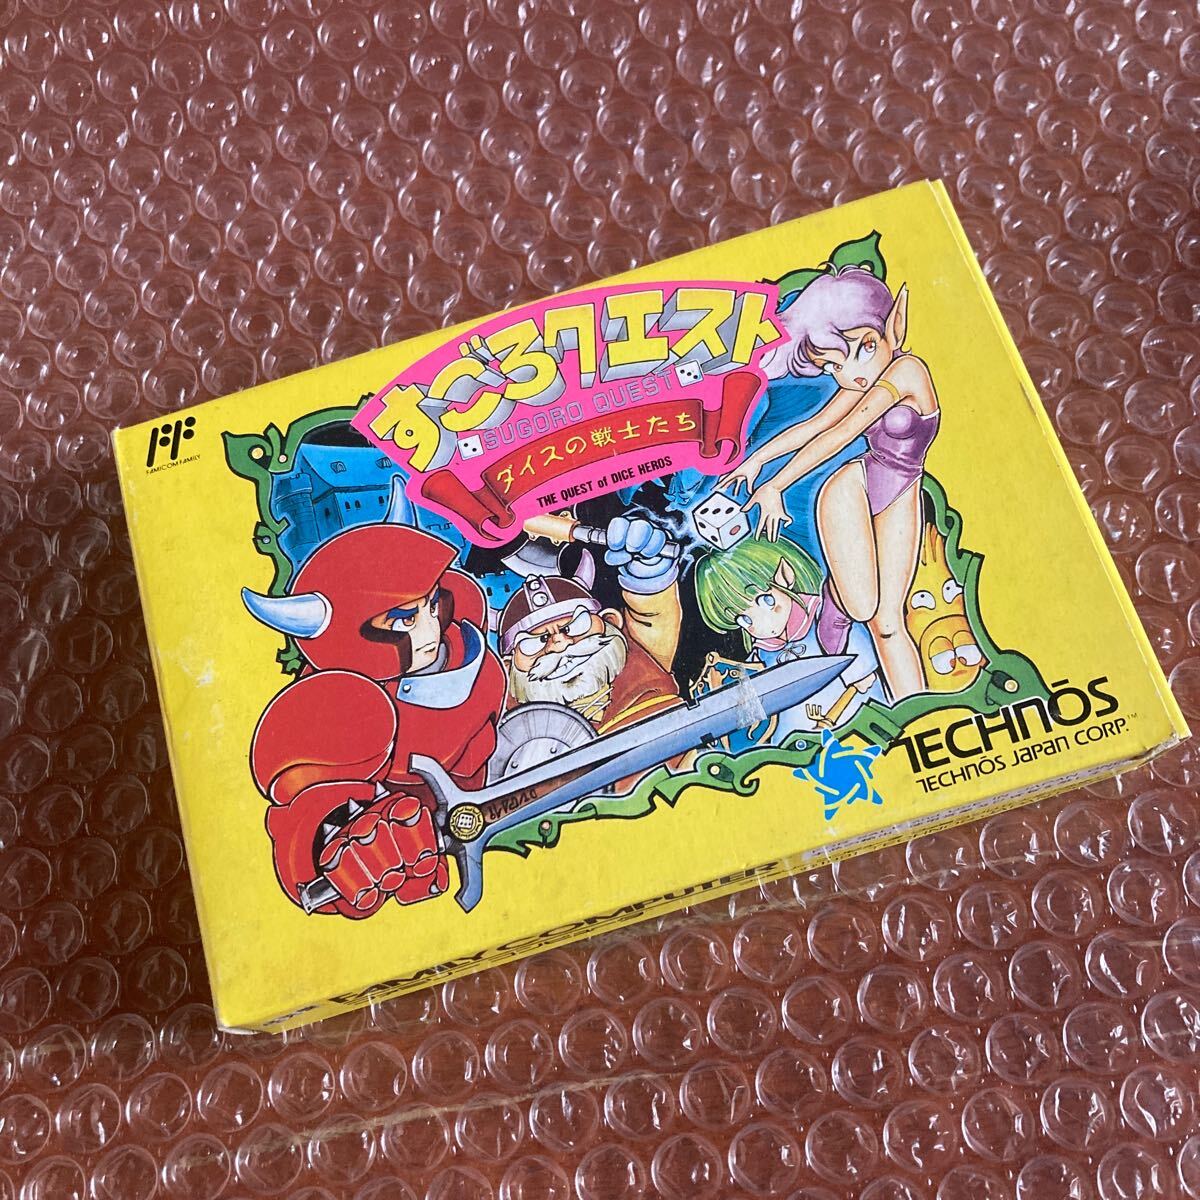 すごろクエスト
SUGORO QUEST
ダイスの戦士たち
THE QUEST of DICE HEROS
FF
FAMICOM FAMILY
TECHNŌS
TECHNŌS JAPAN CORP.™
FAMILY COMPUTER